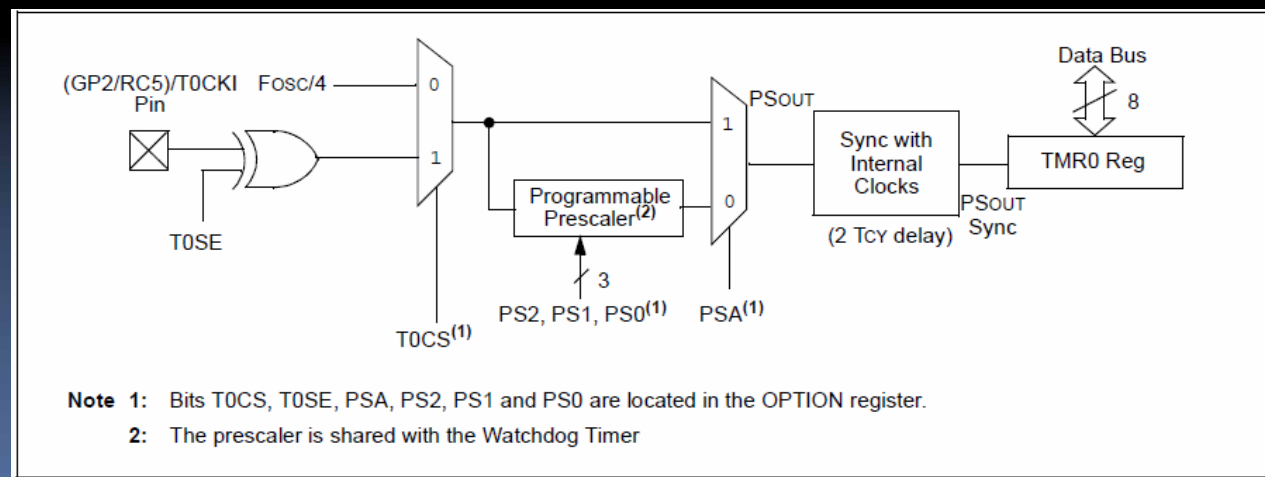 Data Bus
(GP2/RC5)/T0CKI
Pin
FOSC/4
0
1
T0SE
T0CS(1)
Programmable
Prescaler(2)
3
PS2, PS1, PS0(1)
1
0
PSA(1)
PSOUT
Sync with
Internal
Clocks
(2 TCY delay)
PSOUT
Sync
8
TMR0 Reg
Note 1: Bits T0CS, T0SE, PSA, PS2, PS1 and PS0 are located in the OPTION register.
2: The prescaler is shared with the Watchdog Timer